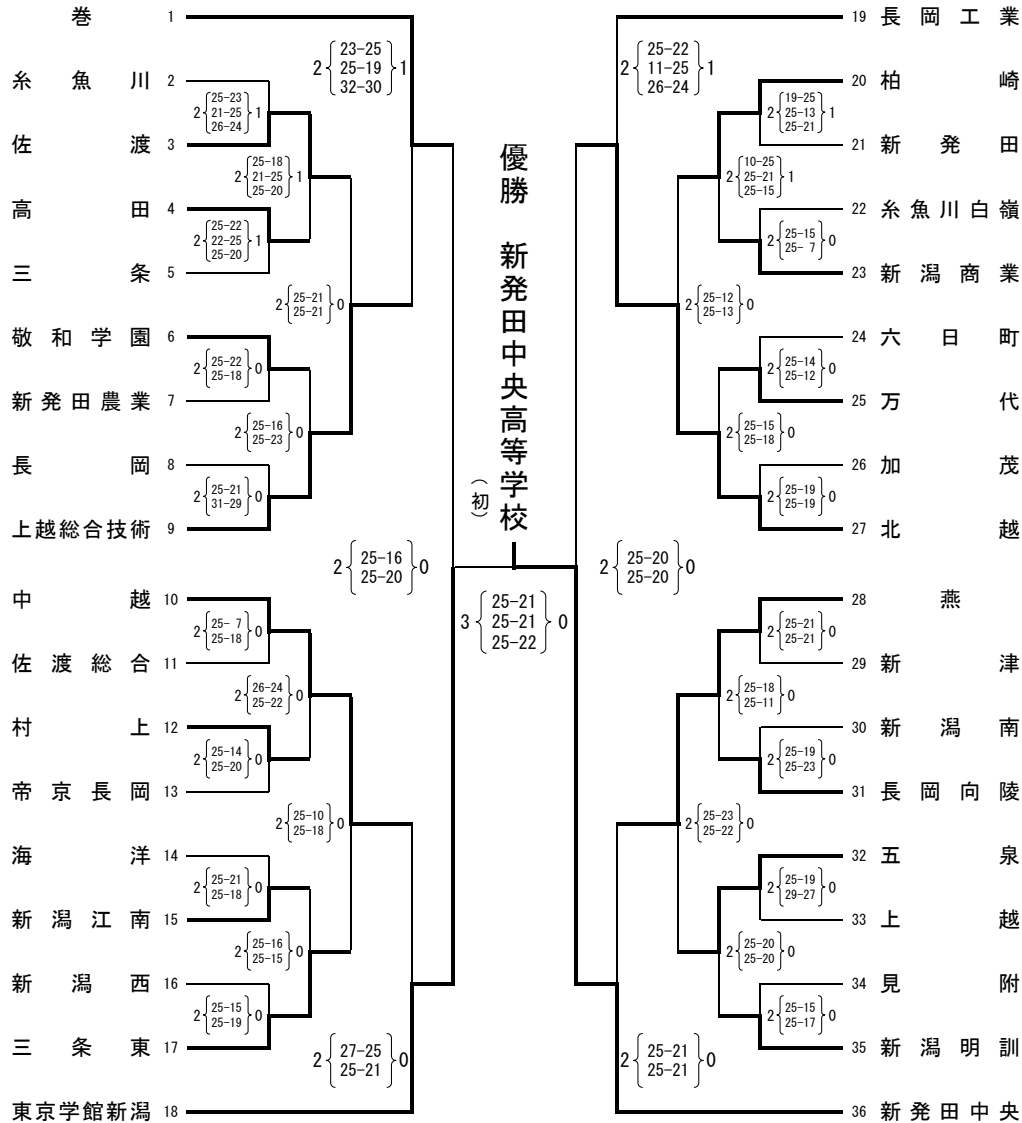 巻 1
23-25
2 25-19 1
32-30
糸魚川 2
25-23
2 21-25 1
26-24
佐渡 3
25-18
2 21-25 1
25-20
高田 4
25-22
2 22-25 1
25-20
三条 5
2 25-21 0
25-21
敬和学園 6
2 25-22 0
25-18
新発田農業 7
2 25-16 0
25-23
長岡 8
2 25-21 0
31-29
上越総合技術 9
2 25-16 0
25-20
中越 10
2 25- 7 0
25-18
佐渡総合 11
2 26-24 0
25-22
村上 12
2 25-14 0
25-20
帝京長岡 13
2 25-10 0
25-18
海洋 14
2 25-21 0
25-18
新潟江南 15
2 25-16 0
25-15
新潟西 16
2 25-15 0
25-19
三条東 17
2 27-25 0
25-21
東京学館新潟 18
優勝 新発田中央高等学校
(初)
25-21
3 25-21 0
25-22
19 長岡工業
25-22
2 11-25 1
26-24
20 柏崎
19-25
2 25-13 1
25-21
21 新発田
10-25
2 25-21 1
25-15
22 糸魚川白嶺
2 25-15 0
25- 7
23 新潟商業
2 25-12 0
25-13
24 六日町
2 25-14 0
25-12
25 万代
2 25-15 0
25-18
26 加茂
2 25-19 0
25-19
27 北越
2 25-20 0
25-20
28 燕
2 25-21 0
25-21
29 新津
2 25-18 0
25-11
30 新潟南
2 25-19 0
25-23
31 長岡向陵
2 25-23 0
25-22
32 五泉
2 25-19 0
29-27
33 上越
2 25-20 0
25-20
34 見附
2 25-15 0
25-17
35 新潟明訓
2 25-21 0
25-21
36 新発田中央